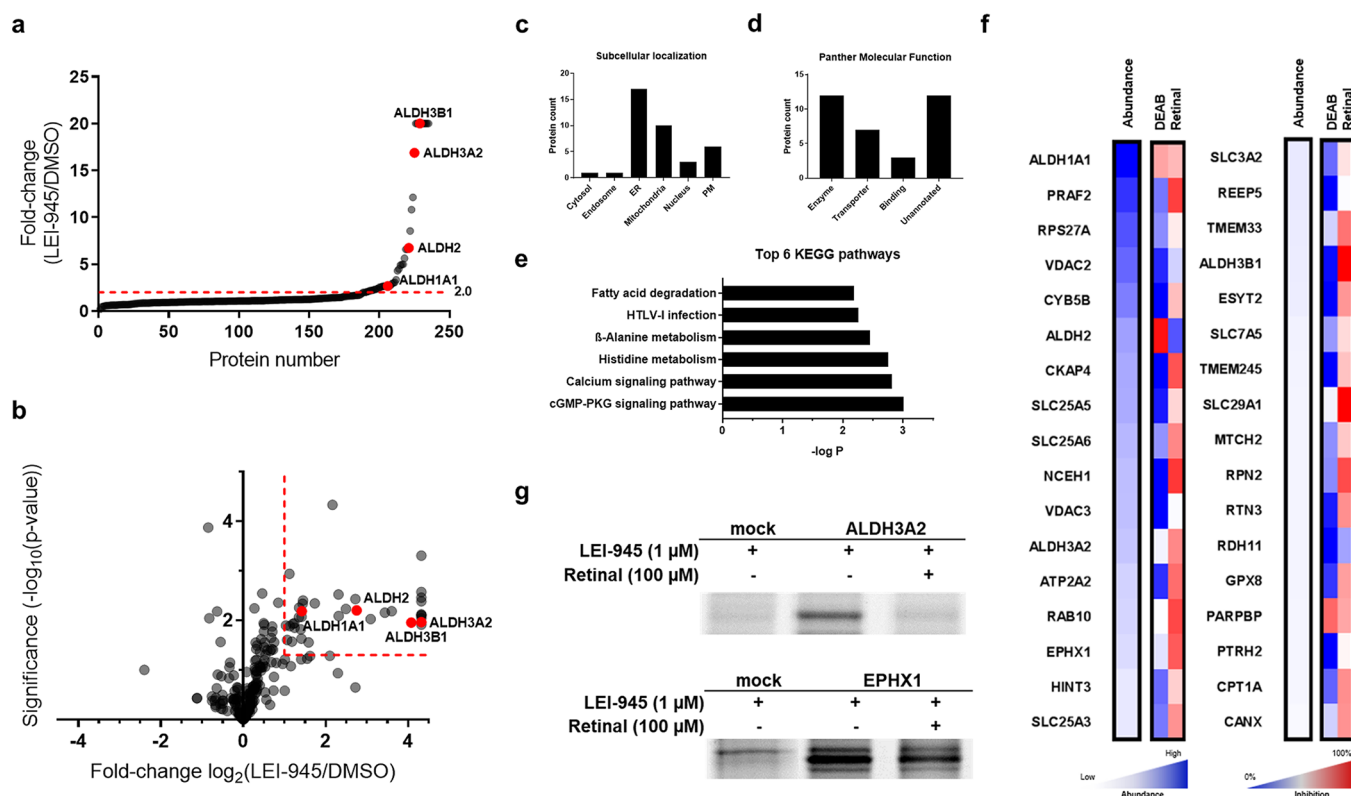 a
Fold-change
(LEI-945/DMSO)
25
20
15
10
5
0
0
50
100
150
200
250
Protein number
ALDH3B1
ALDH3A2
ALDH2
ALDH1A1
2.0
b
Significance (-log10(p-value))
4
2
-4
-2
0
2
4
Fold-change log2(LEI-945/DMSO)
ALDH2
ALDH1A1
ALDH3A2
ALDH3B1
c
Subcellular localization
Protein count
20
15
10
5
0
Cytosol
Endosome
ER
Mitochondria
Nucleus
PM
d
Panther Molecular Function
Protein count
15
10
5
0
Enzyme
Transporter
Binding
Unannotated
e
Top 6 KEGG pathways
Fatty acid degradation
HTLV-I infection
ß-Alanine metabolism
Histidine metabolism
Calcium signaling pathway
cGMP-PKG signaling pathway
0
1
2
3
-log P
f
Abundance
DEAB
Retinal
ALDH1A1
PRAF2
RPS27A
VDAC2
CYB5B
ALDH2
CKAP4
SLC25A5
SLC25A6
NCEH1
VDAC3
ALDH3A2
ATP2A2
RAB10
EPHX1
HINT3
SLC25A3
Low
High
Abundance
Abundance
DEAB
Retinal
SLC3A2
REEP5
TMEM33
ALDH3B1
ESYT2
SLC7A5
TMEM245
SLC29A1
MTCH2
RPN2
RTN3
RDH11
GPX8
PARPBP
PTRH2
CPT1A
CANX
0%
100%
Inhibition
g
mock ALDH3A2
LEI-945 (1 µM) + + +
Retinal (100 µM) - - +
mock EPHX1
LEI-945 (1 µM) + + +
Retinal (100 µM) - - +